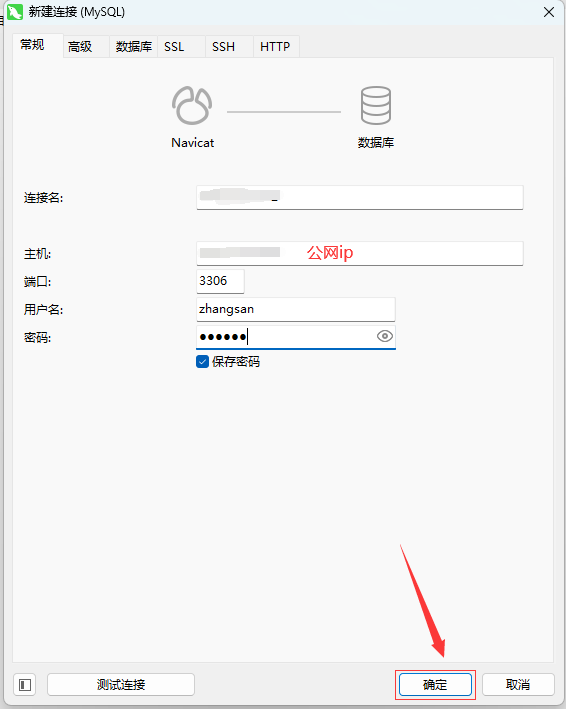 新建连接 (MySQL)
常规 高级 数据库 SSL SSH HTTP
Navicat 数据库
连接名:
主机: 公网ip
端口: 3306
用户名: zhangsan
密码: ●●●●●●
保存密码
测试连接 确定 取消